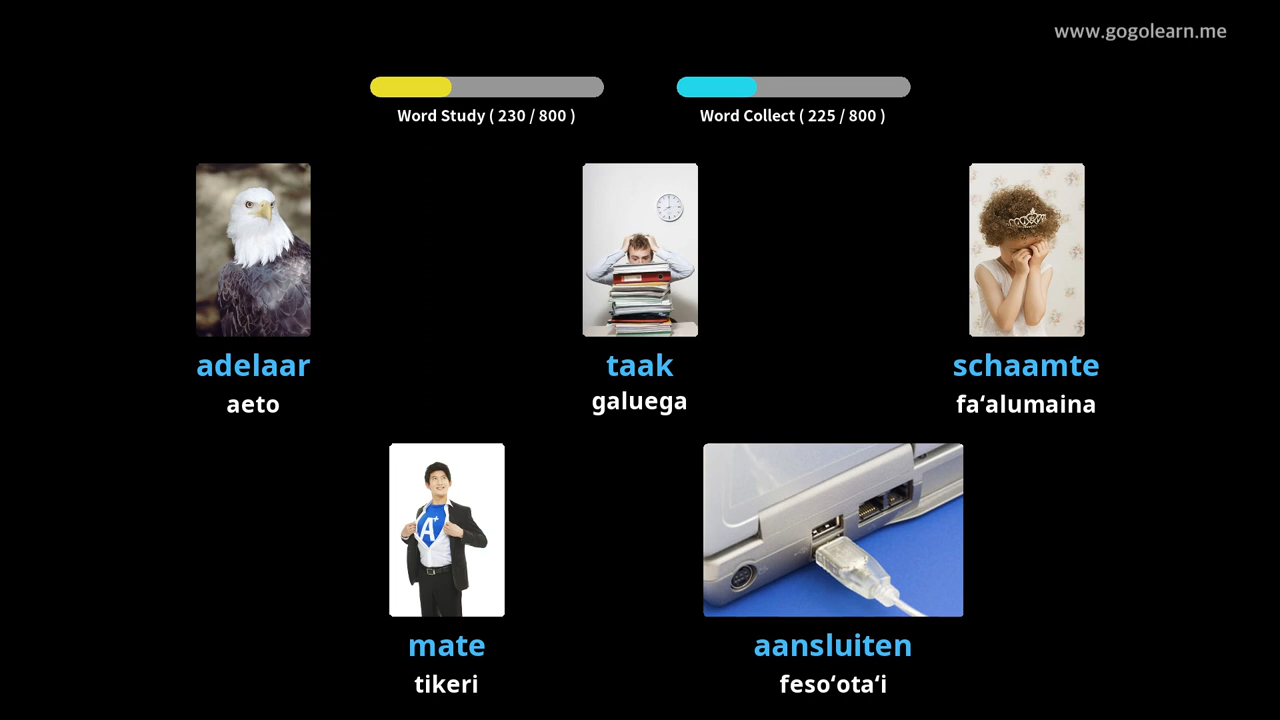 www.gogolearn.me
Word Study ( 230 / 800 )
Word Collect ( 225 / 800 )
adelaar
aeto
taak
galuega
schaamte
fa‘alumaina
A+
mate
tikeri
aansluiten
feso‘ota‘i